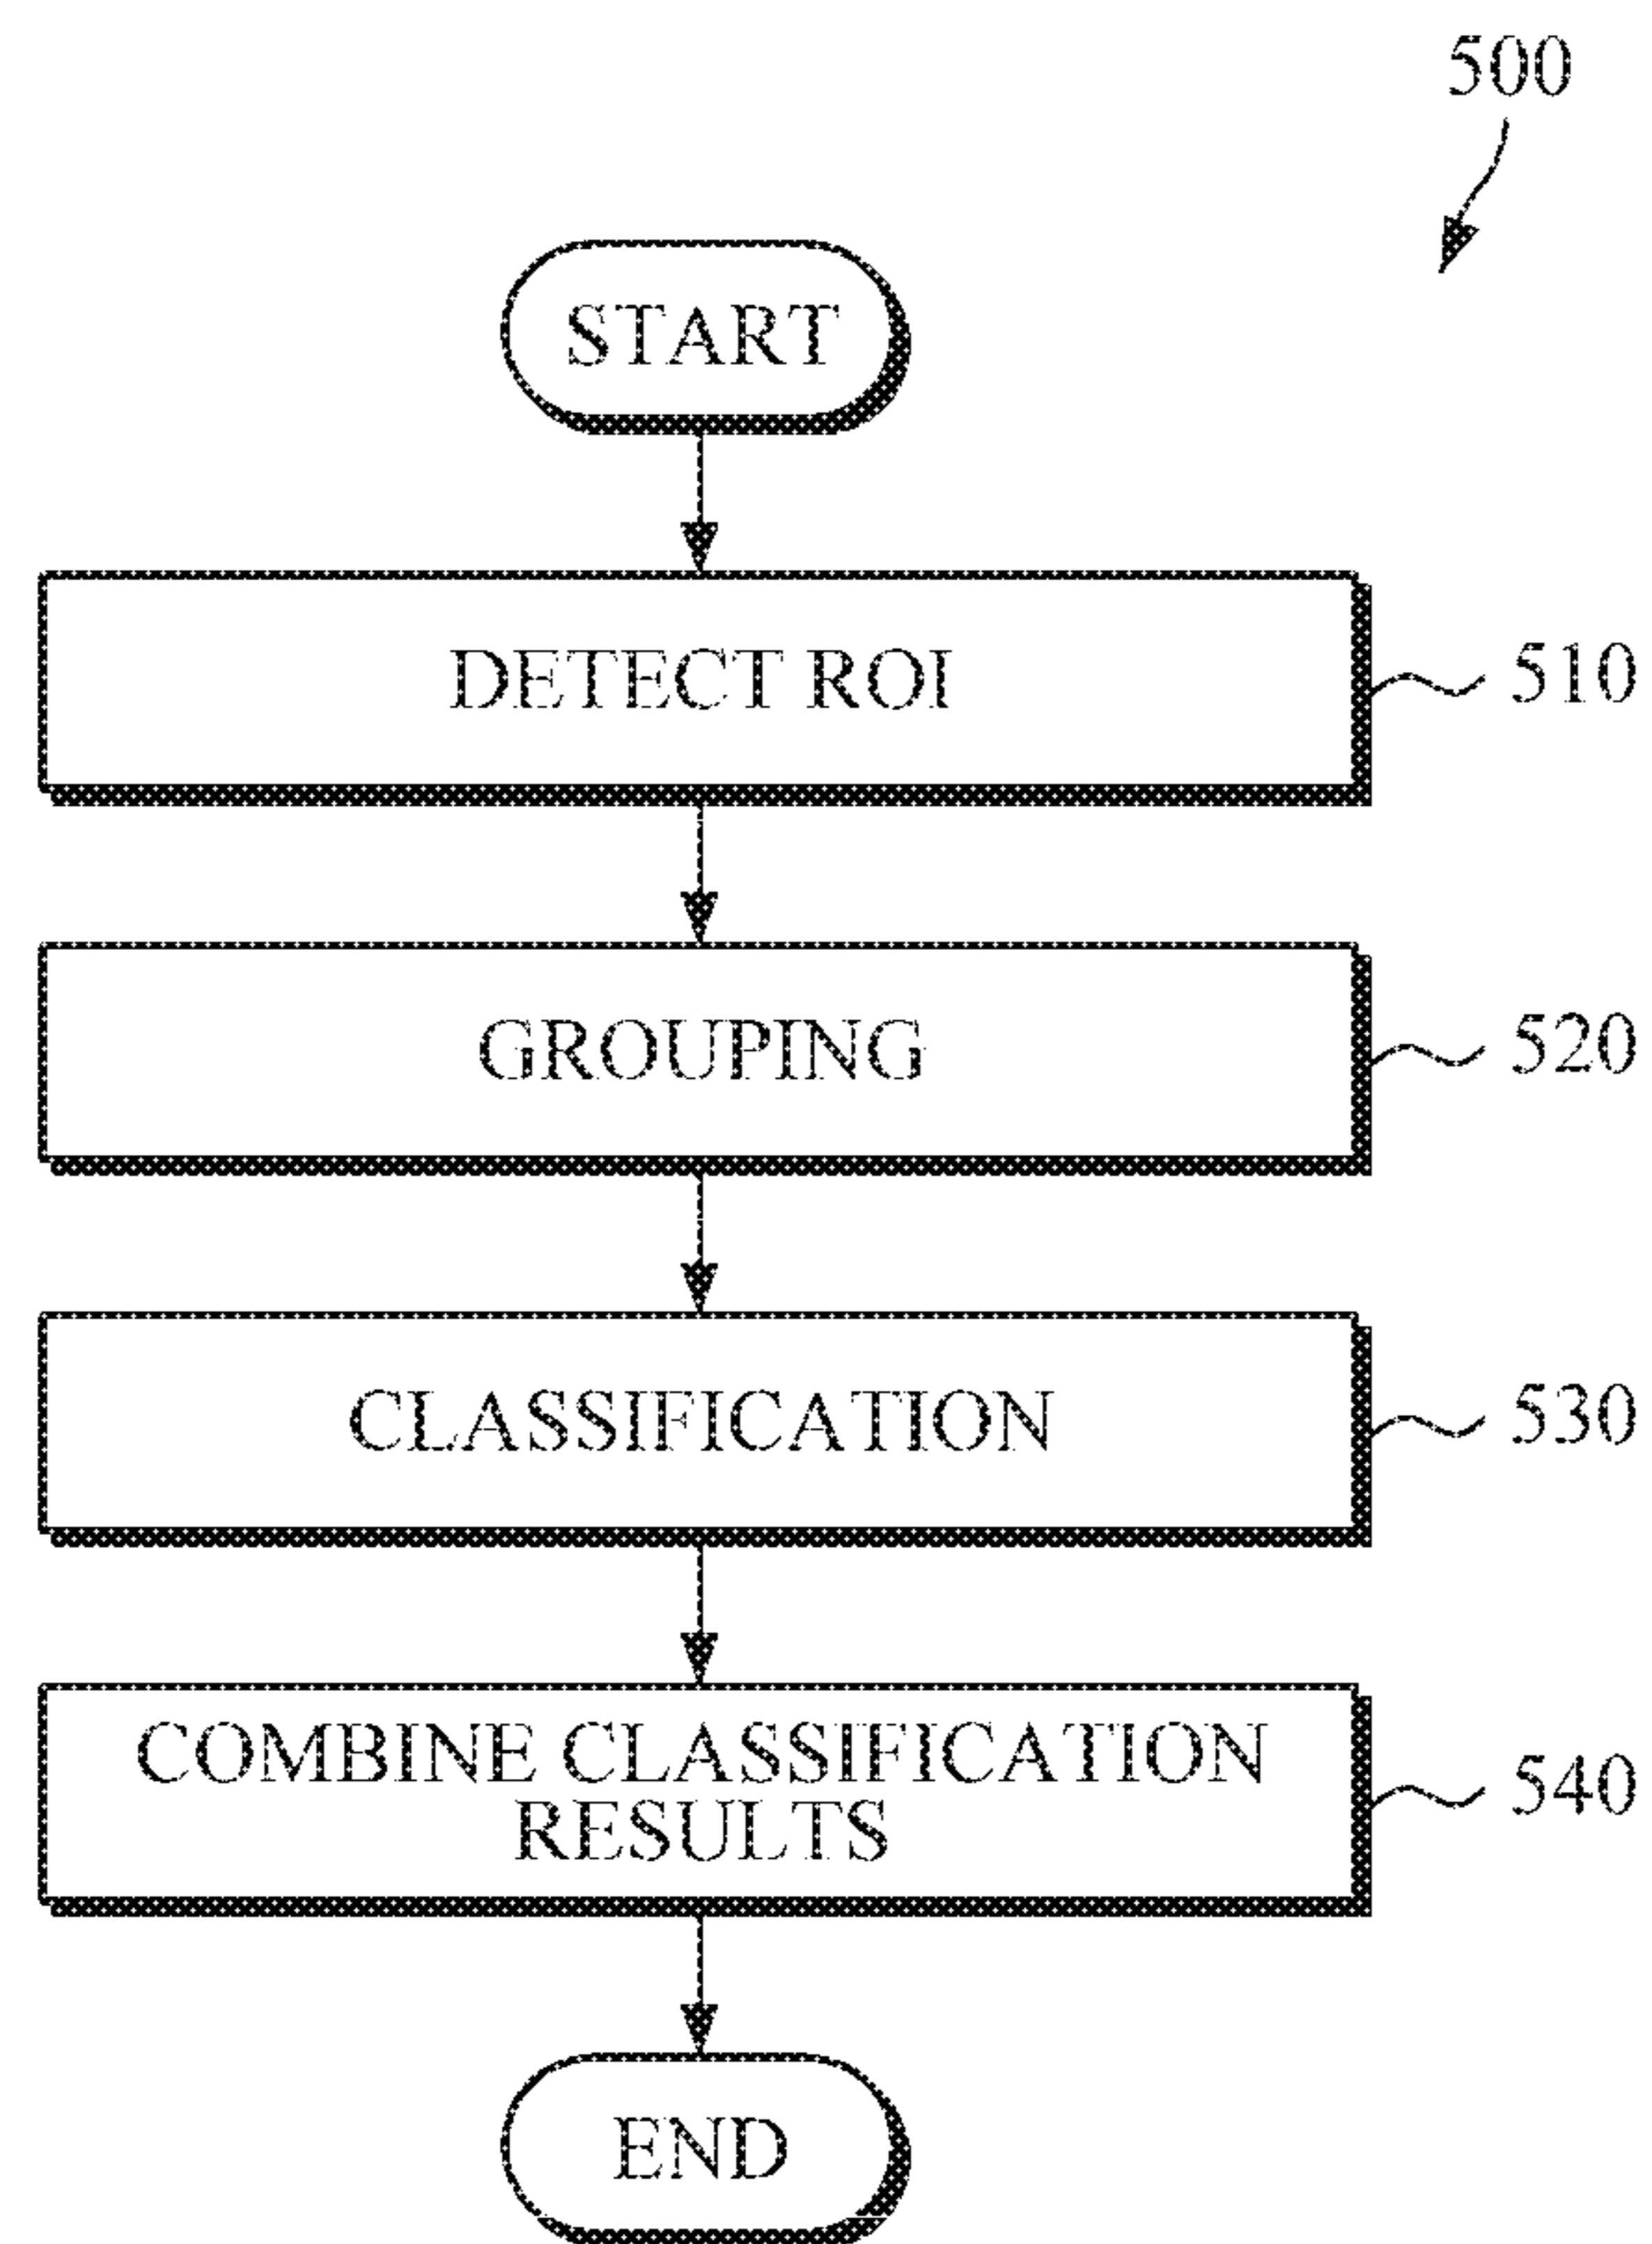 500
START
DETECT ROI
510
GROUPING
520
CLASSIFICATION
530
COMBINE CLASSIFICATION
RESULTS
540
END